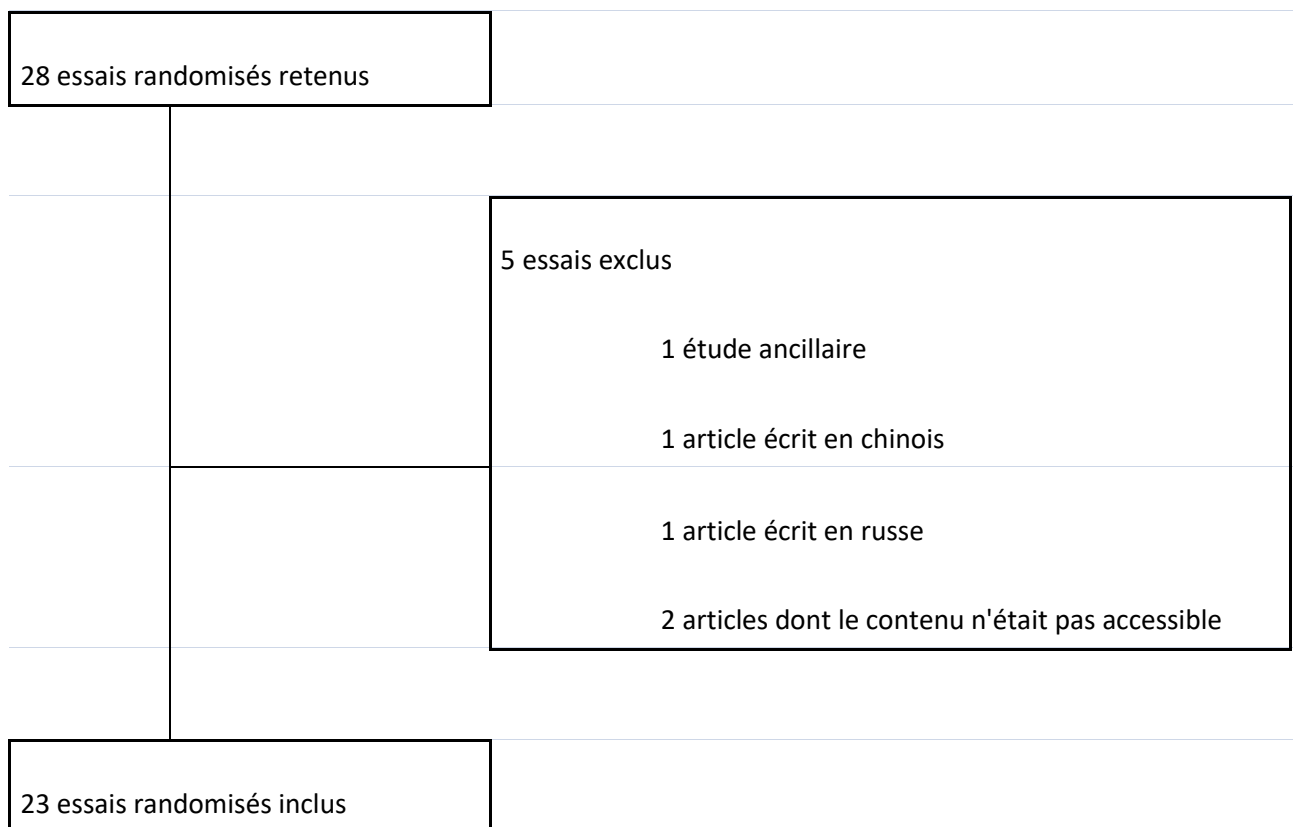 28 essais randomisés retenus
5 essais exclus
1 étude ancillaire
1 article écrit en chinois
1 article écrit en russe
2 articles dont le contenu n'était pas accessible
23 essais randomisés inclus